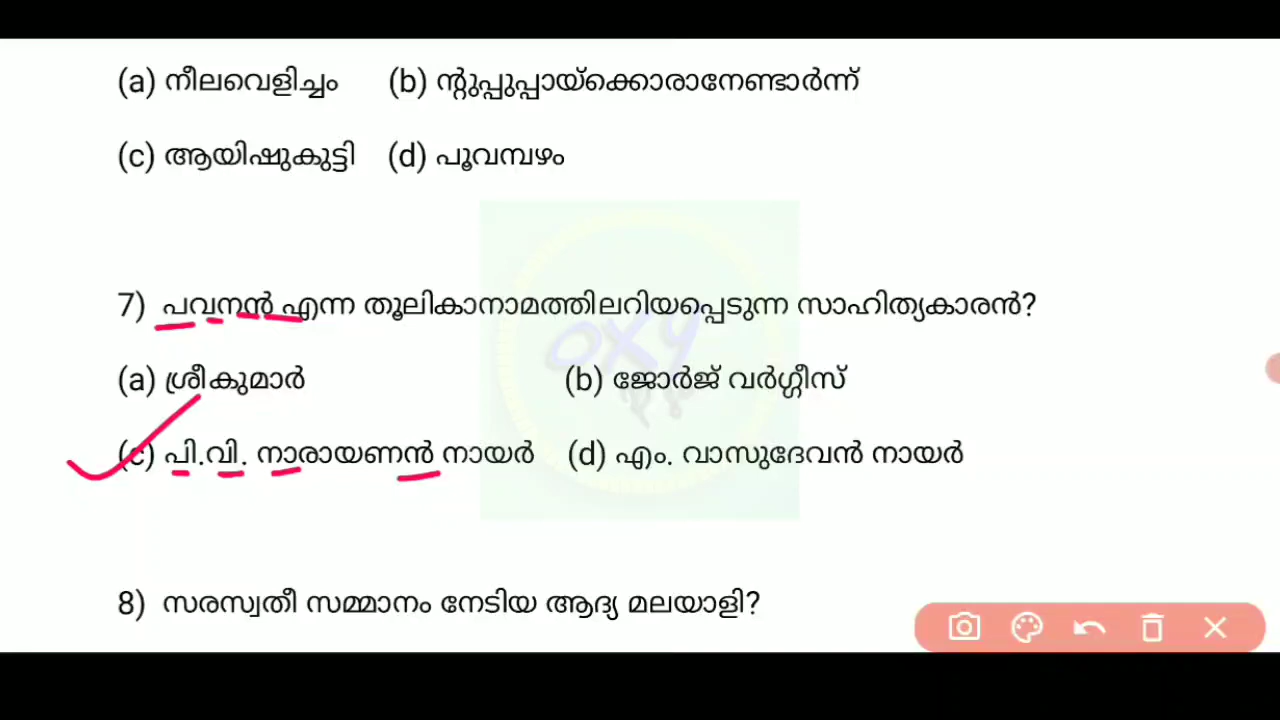 (a) നീലവെളിച്ചം (b) ന്റുപ്പുപ്പായ്ക്കൊരാനേണ്ടാർന്ന്
(c) ആയിഷുകുട്ടി (d) പൂവമ്പഴം
7) പവനൻ എന്ന തൂലികാനാമത്തിലറിയപ്പെടുന്ന സാഹിത്യകാരൻ?
oxy
(a) ശ്രീകുമാർ (b) ജോർജ് വർഗ്ഗീസ്
(c) പി.വി. നാരായണൻ നായർ (d) എം. വാസുദേവൻ നായർ
8) സരസ്വതീ സമ്മാനം നേടിയ ആദ്യ മലയാളി?